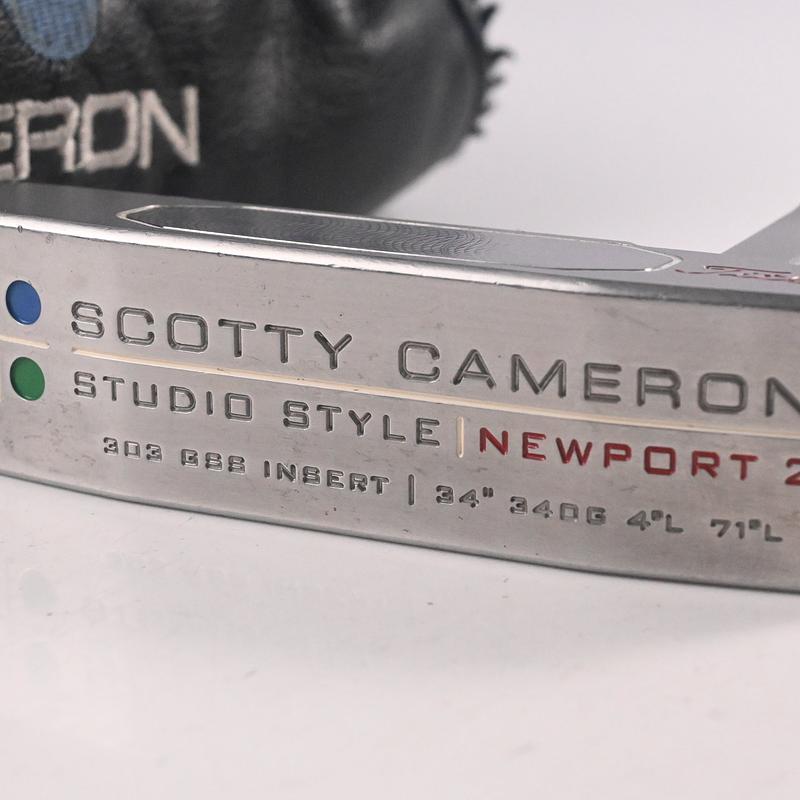 ERON
SCOTTY CAMERON
STUDIO STYLE | NEWPORT 2
303 GSS INSERT | 34" 340G 4°L 71°L